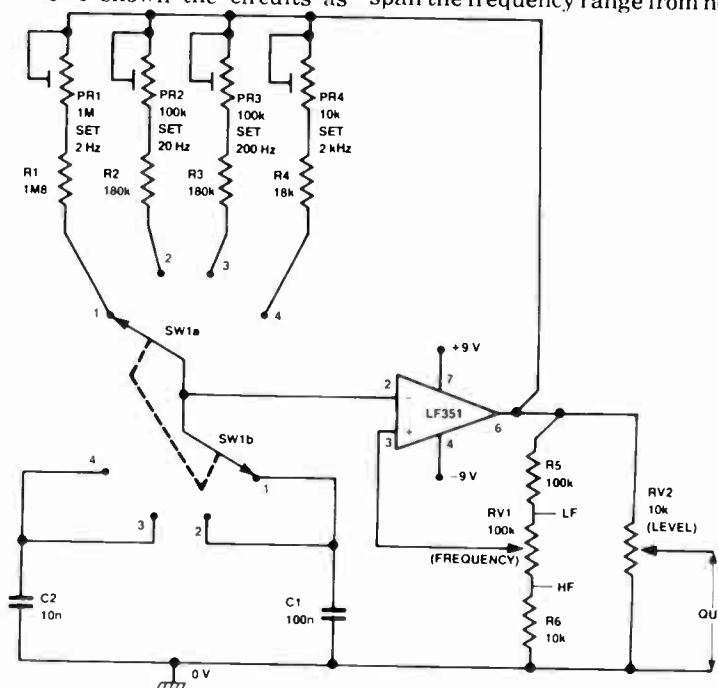 shown the circuits as span the frequency range from n
PR1
1M
SET
2 Hz
PR2
100k
SET
20 Hz
PR3
100k
SET
200 Hz
PR4
10k
SET
2 kHz
R1
1M8
R2
180k
R3
180k
R4
18k
1
2
3
4
SW1a
SW1b
4
3
2
1
+9 V
2
7
-
LF351
6
3
+
4
-9 V
R5
100k
LF
RV1
100k
(FREQUENCY)
HF
R6
10k
RV2
10k
(LEVEL)
C2
10n
C1
100n
0 V